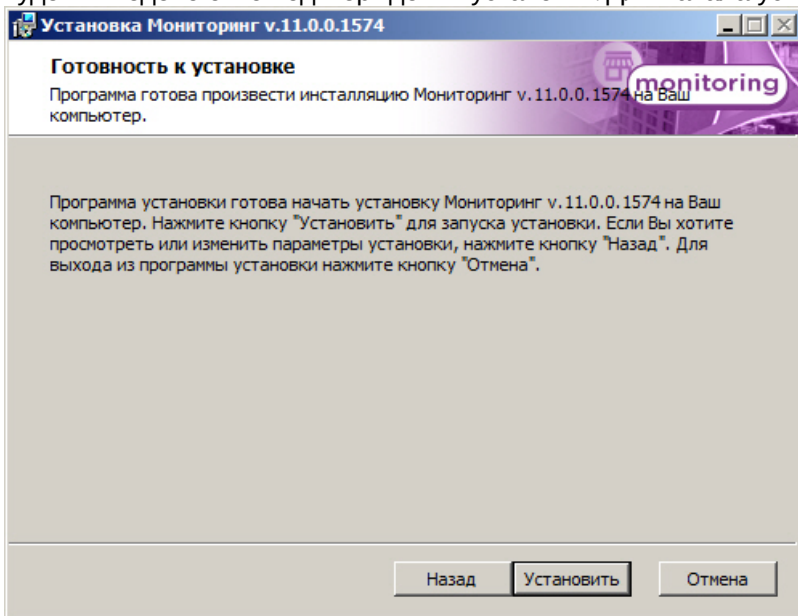 Установка Мониторинг v.11.0.0.1574
Готовность к установке
Программа готова произвести инсталляцию Мониторинг v.11.0.0.1574 на Ваш
компьютер.
monitoring
Программа установки готова начать установку Мониторинг v.11.0.0.1574 на Ваш
компьютер. Нажмите кнопку "Установить" для запуска установки. Если Вы хотите
просмотреть или изменить параметры установки, нажмите кнопку "Назад". Для
выхода из программы установки нажмите кнопку "Отмена".
Назад
Установить
Отмена